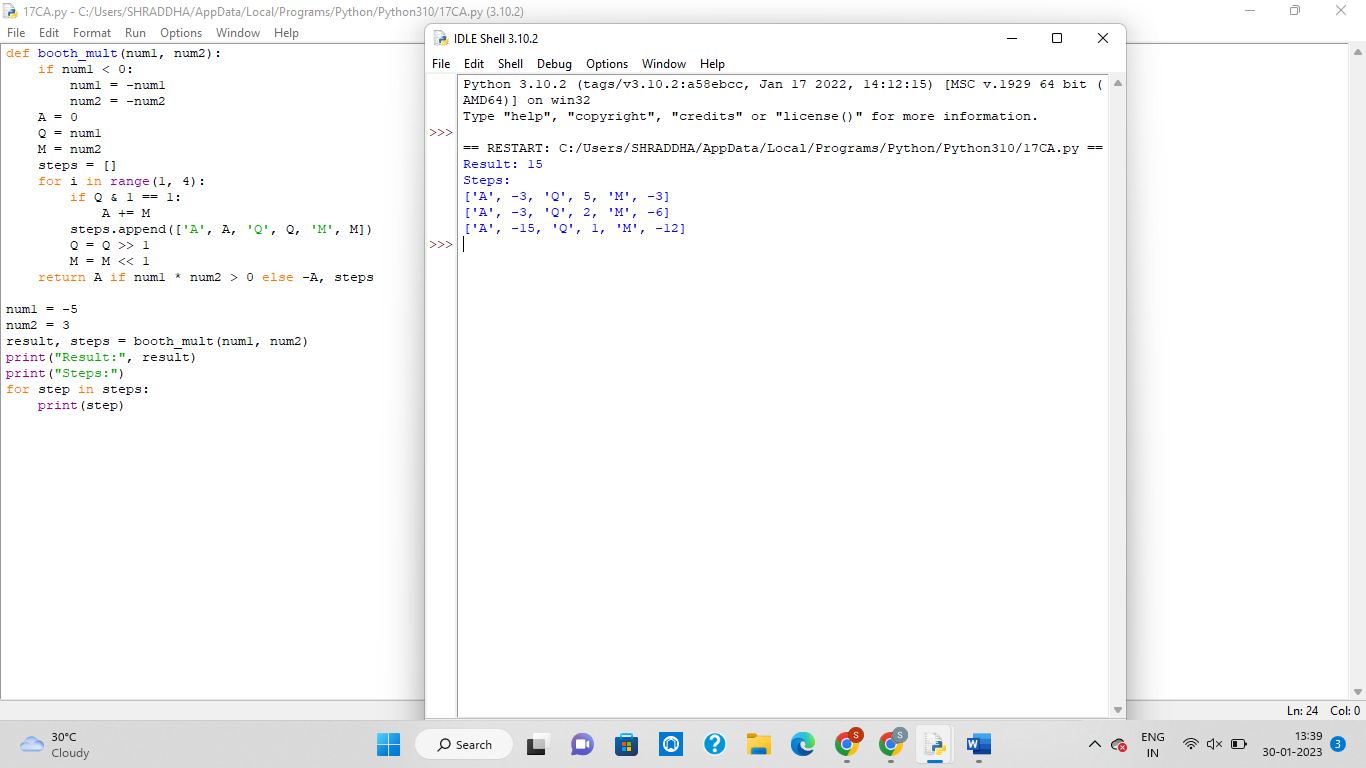 17CA.py - C:/Users/SHRADDHA/AppData/Local/Programs/Python/Python310/17CA.py (3.10.2)
File Edit Format Run Options Window Help
def booth_mult(num1, num2):
    if num1 < 0:
        num1 = -num1
        num2 = -num2
    A = 0
    Q = num1
    M = num2
    steps = []
    for i in range(1, 4):
        if Q & 1 == 1:
            A += M
        steps.append(['A', A, 'Q', Q, 'M', M])
        Q = Q >> 1
        M = M << 1
    return A if num1 * num2 > 0 else -A, steps
num1 = -5
num2 = 3
result, steps = booth_mult(num1, num2)
print("Result:", result)
print("Steps:")
for step in steps:
    print(step)
IDLE Shell 3.10.2
File Edit Shell Debug Options Window Help
Python 3.10.2 (tags/v3.10.2:a58ebcc, Jan 17 2022, 14:12:15) [MSC v.1929 64 bit (
AMD64)] on win32
Type "help", "copyright", "credits" or "license()" for more information.
>>>
== RESTART: C:/Users/SHRADDHA/AppData/Local/Programs/Python/Python310/17CA.py ==
Result: 15
Steps:
['A', -3, 'Q', 5, 'M', -3]
['A', -3, 'Q', 2, 'M', -6]
['A', -15, 'Q', 1, 'M', -12]
>>>
Ln: 24 Col: 0
30°C
Cloudy
Search
S
S
ENG
IN
13:39
30-01-2023
3